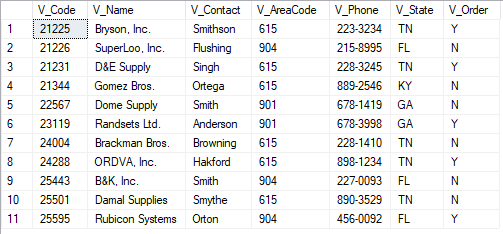 V_Code V_Name V_Contact V_AreaCode V_Phone V_State V_Order
1 21225 Bryson, Inc. Smithson 615 223-3234 TN Y
2 21226 SuperLoo, Inc. Flushing 904 215-8995 FL N
3 21231 D&E Supply Singh 615 228-3245 TN Y
4 21344 Gomez Bros. Ortega 615 889-2546 KY N
5 22567 Dome Supply Smith 901 678-1419 GA N
6 23119 Randsets Ltd. Anderson 901 678-3998 GA Y
7 24004 Brackman Bros. Browning 615 228-1410 TN N
8 24288 ORDVA, Inc. Hakford 615 898-1234 TN Y
9 25443 B&K, Inc. Smith 904 227-0093 FL N
10 25501 Damal Supplies Smythe 615 890-3529 TN N
11 25595 Rubicon Systems Orton 904 456-0092 FL Y